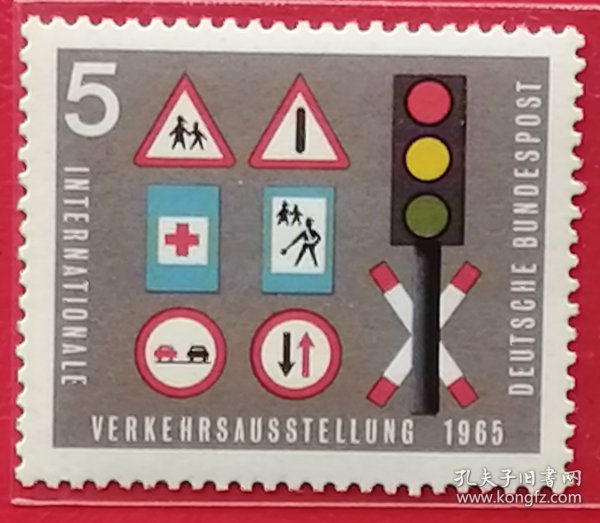 5
INTERNATIONALE
VERKEHRSAUSSTELLUNG 1965
DEUTSCHE BUNDESPOST
孔夫子旧书网
www.kongfz.com